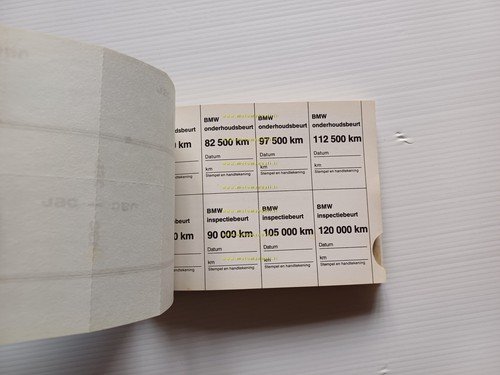 BMW
onderhoudsbeurt
82 500 km
Datum
km
Stempel en handtekening
BMW
onderhoudsbeurt
97 500 km
Datum
km
Stempel en handtekening
BMW
onderhoudsbeurt
112 500 km
Datum
km
Stempel en handtekening
km
km
BMW
inspectiebeurt
90 000 km
Datum
km
Stempel en handtekening
BMW
inspectiebeurt
105 000 km
Datum
km
Stempel en handtekening
BMW
inspectiebeurt
120 000 km
Datum
km
Stempel en handtekening